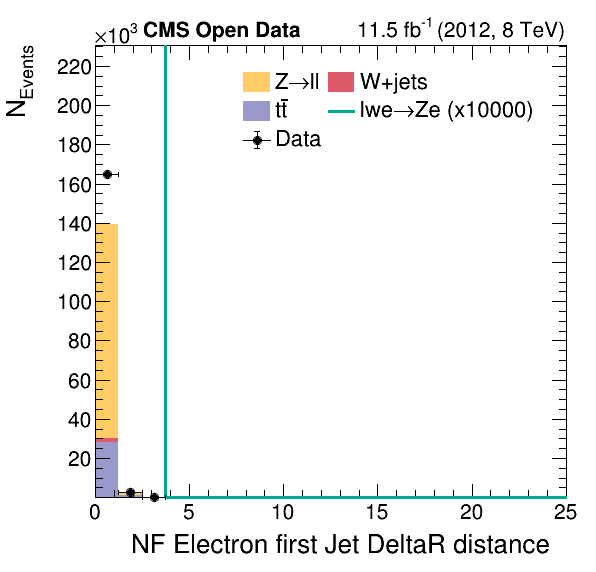 ×10³ CMS Open Data 11.5 fb⁻¹ (2012, 8 TeV)
N_Events
220
200
180
160
140
120
100
80
60
40
20
Z→ll W+jets
tt̄ lwe→Ze (x10000)
Data
0 5 10 15 20 25
NF Electron first Jet DeltaR distance